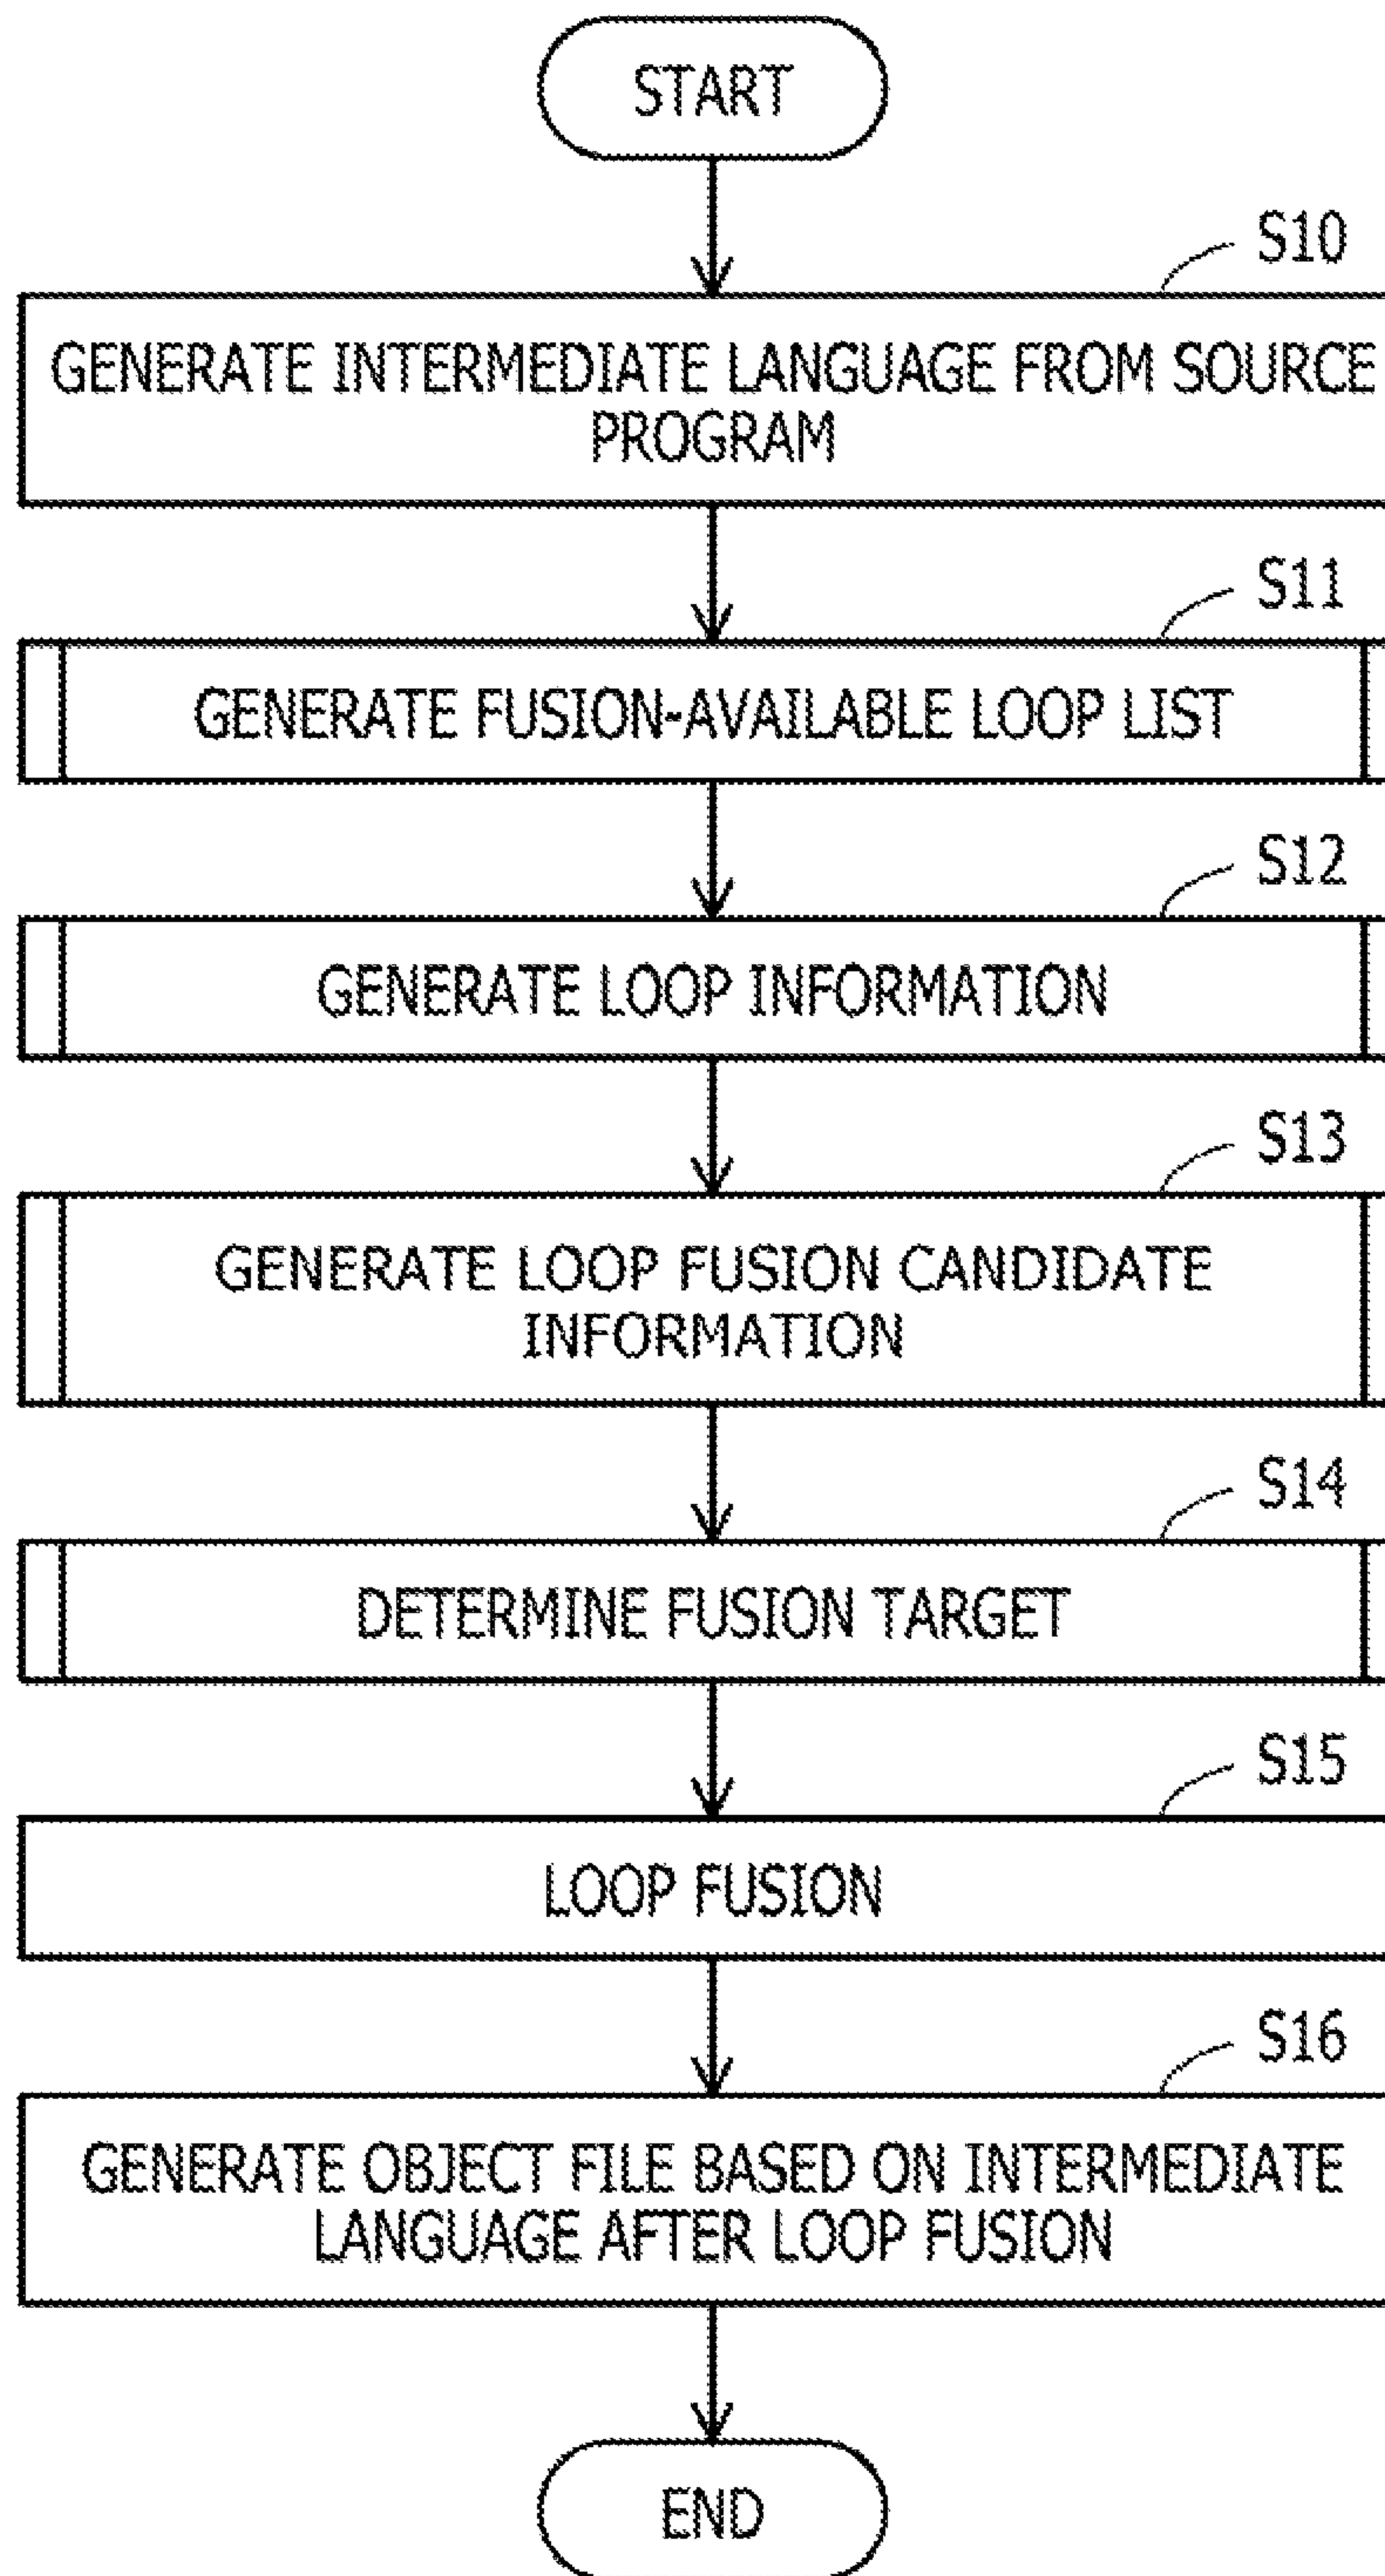 START
S10
GENERATE INTERMEDIATE LANGUAGE FROM SOURCE
PROGRAM
S11
GENERATE FUSION-AVAILABLE LOOP LIST
S12
GENERATE LOOP INFORMATION
S13
GENERATE LOOP FUSION CANDIDATE
INFORMATION
S14
DETERMINE FUSION TARGET
S15
LOOP FUSION
S16
GENERATE OBJECT FILE BASED ON INTERMEDIATE
LANGUAGE AFTER LOOP FUSION
END